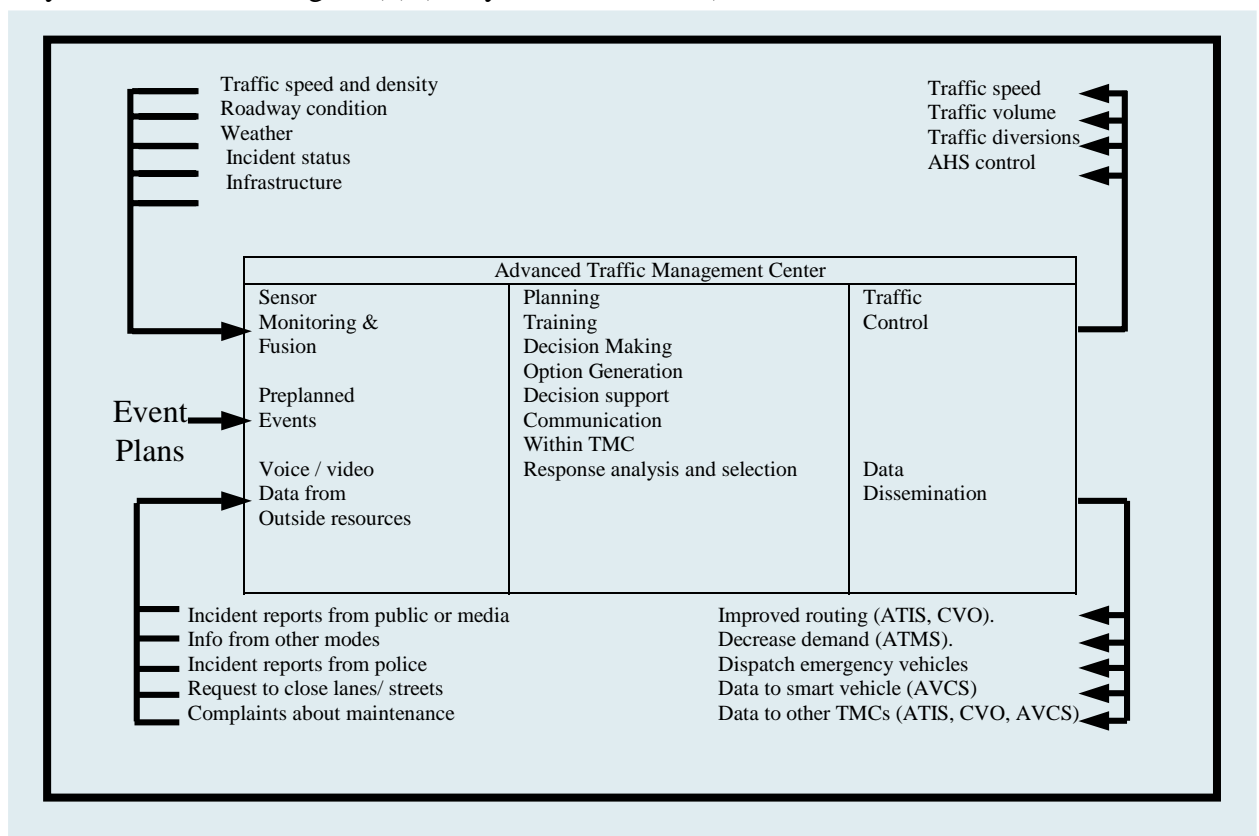 Traffic speed and density
Roadway condition
Weather
Incident status
Infrastructure
Traffic speed
Traffic volume
Traffic diversions
AHS control
Advanced Traffic Management Center
Sensor
Monitoring &
Fusion
Preplanned
Events
Voice / video
Data from
Outside resources
Planning
Training
Decision Making
Option Generation
Decision support
Communication
Within TMC
Response analysis and selection
Traffic
Control
Data
Dissemination
Event
Plans
Incident reports from public or media
Info from other modes
Incident reports from police
Request to close lanes/ streets
Complaints about maintenance
Improved routing (ATIS, CVO).
Decrease demand (ATMS).
Dispatch emergency vehicles
Data to smart vehicle (AVCS)
Data to other TMCs (ATIS, CVO, AVCS)